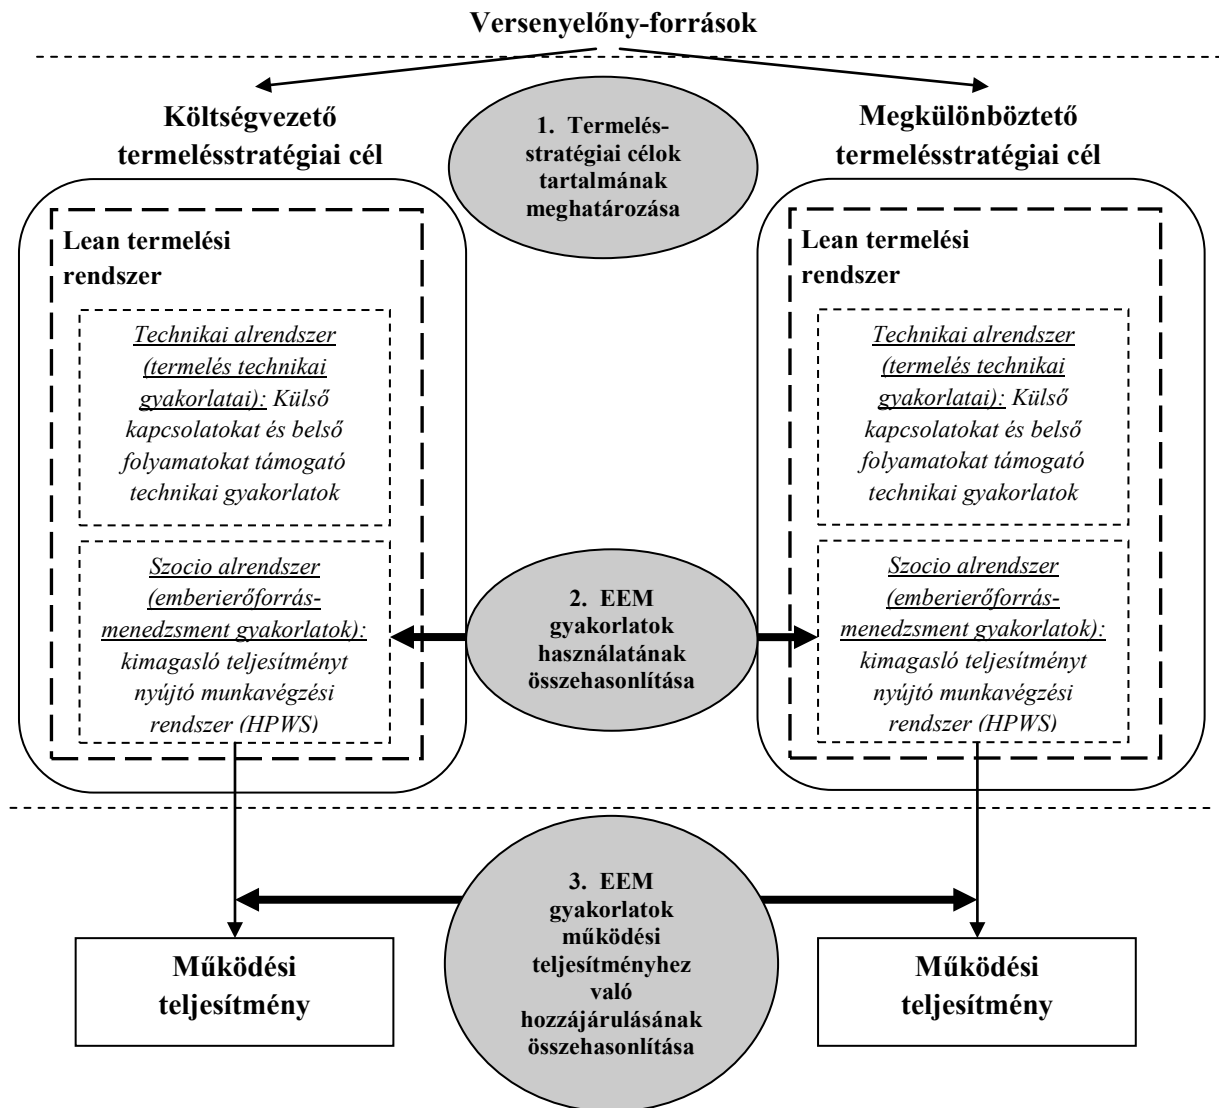 Versenyelőny-források
Költségvezető
termelésstratégiai cél
1. Termelés-
stratégiai célok
tartalmának
meghatározása
Megkülönböztető
termelésstratégiai cél
Lean termelési
rendszer
Technikai alrendszer
(termelés technikai
gyakorlatai): Külső
kapcsolatokat és belső
folyamatokat támogató
technikai gyakorlatok
Szocio alrendszer
(emberierőforrás-
menedzsment gyakorlatok):
kimagasló teljesítményt
nyújtó munkavégzési
rendszer (HPWS)
2. EEM
gyakorlatok
használatának
összehasonlítása
Lean termelési
rendszer
Technikai alrendszer
(termelés technikai
gyakorlatai): Külső
kapcsolatokat és belső
folyamatokat támogató
technikai gyakorlatok
Szocio alrendszer
(emberierőforrás-
menedzsment gyakorlatok):
kimagasló teljesítményt
nyújtó munkavégzési
rendszer (HPWS)
3. EEM
gyakorlatok
működési
teljesítményhez
való
hozzájárulásának
összehasonlítása
Működési
teljesítmény
Működési
teljesítmény